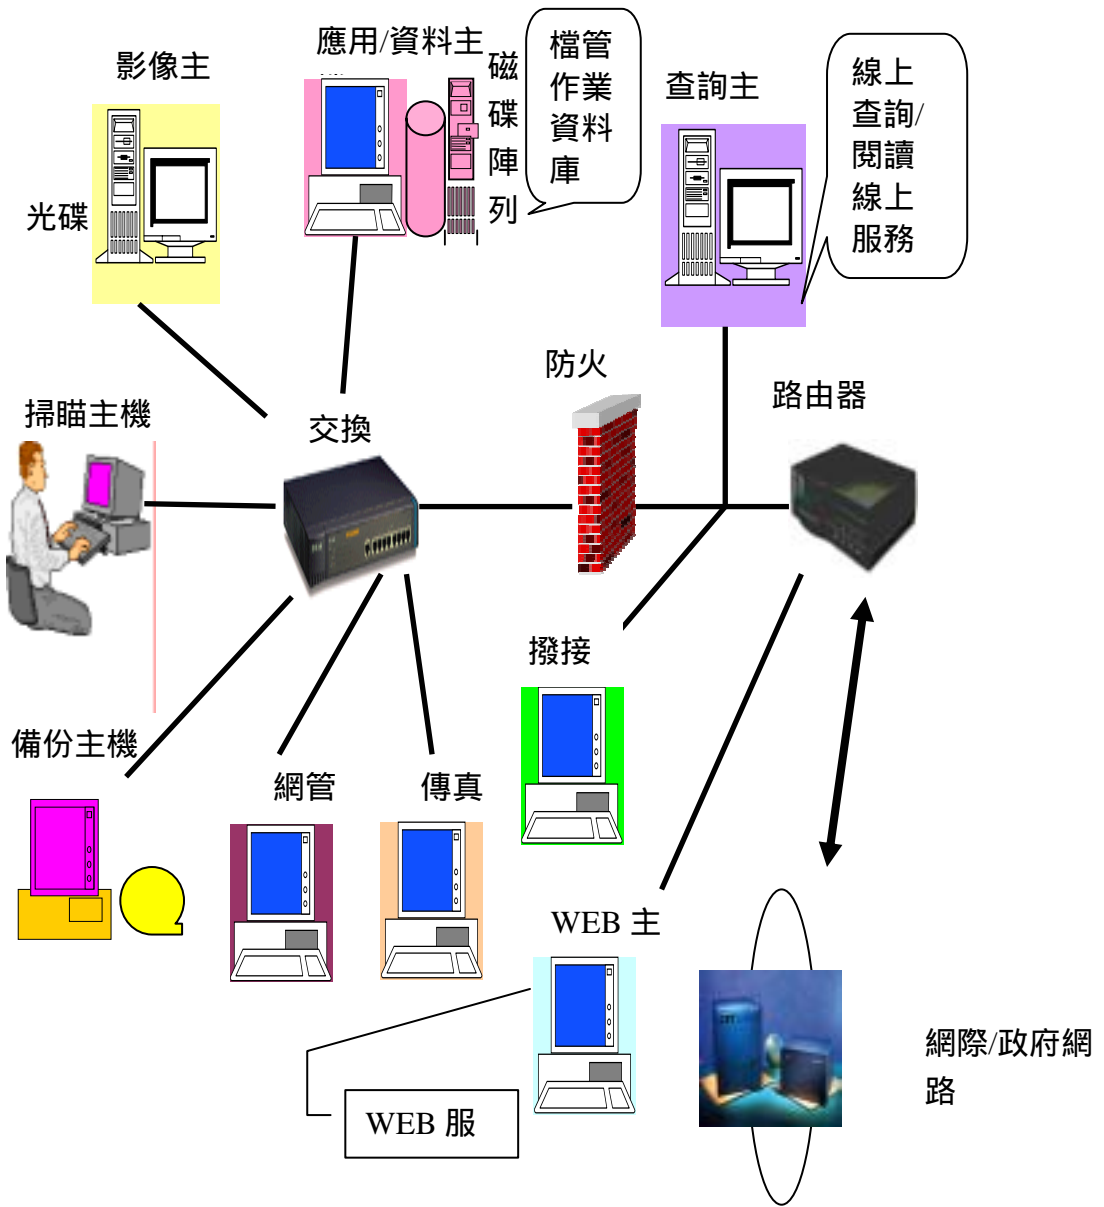 影像主
應用/資料主
磁
碟
陣
列
檔管
作業
資料
庫
查詢主
線上
查詢/
閱讀
線上
服務
光碟
防火
路由器
掃瞄主機
交換
撥接
備份主機
網管
傳真
WEB 主
WEB 服
網際/政府網
路